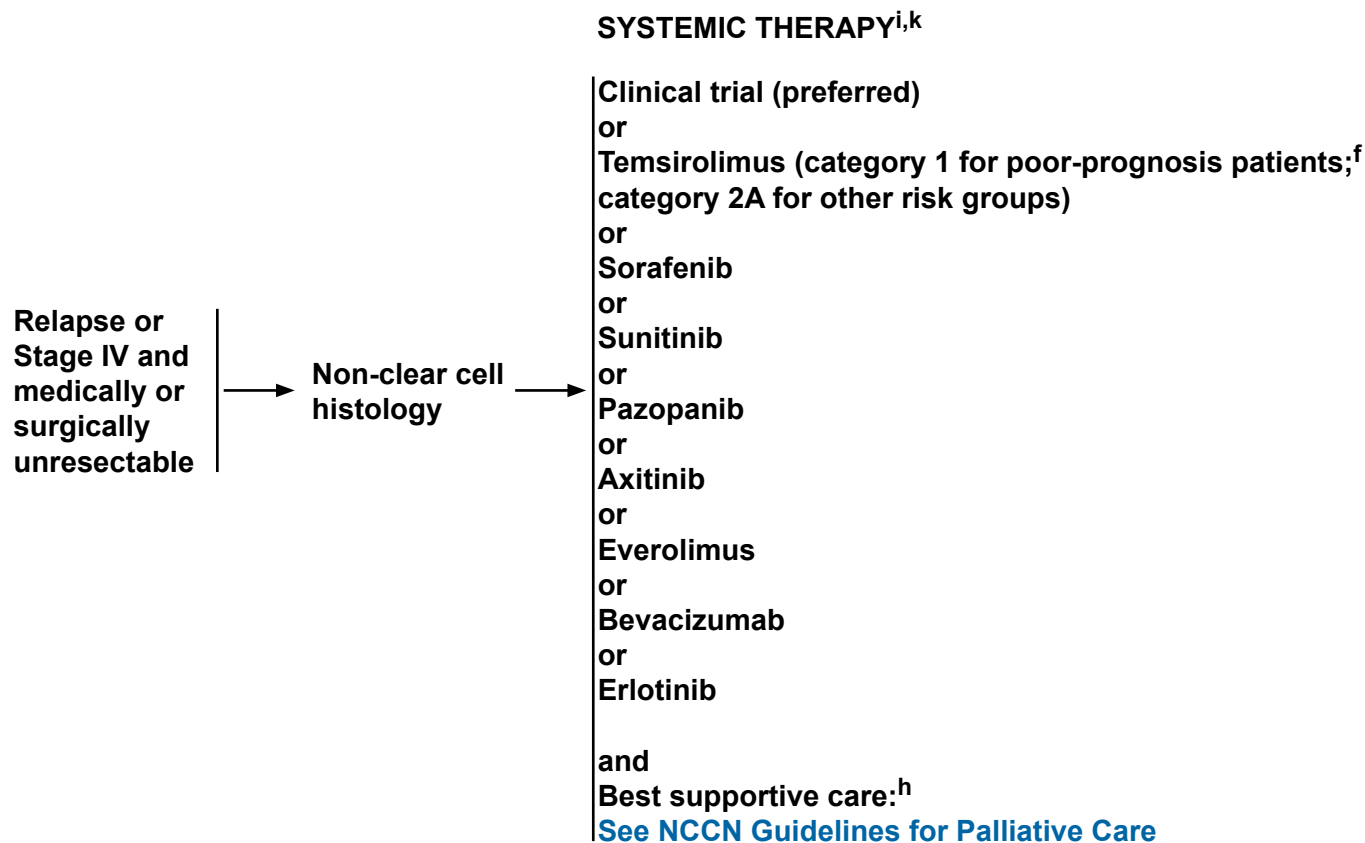 SYSTEMIC THERAPYi,k
Relapse or
Stage IV and
medically or
surgically
unresectable
Non-clear cell
histology
Clinical trial (preferred)
or
Temsirolimus (category 1 for poor-prognosis patients;f
category 2A for other risk groups)
or
Sorafenib
or
Sunitinib
or
Pazopanib
or
Axitinib
or
Everolimus
or
Bevacizumab
or
Erlotinib
and
Best supportive care:h
See NCCN Guidelines for Palliative Care